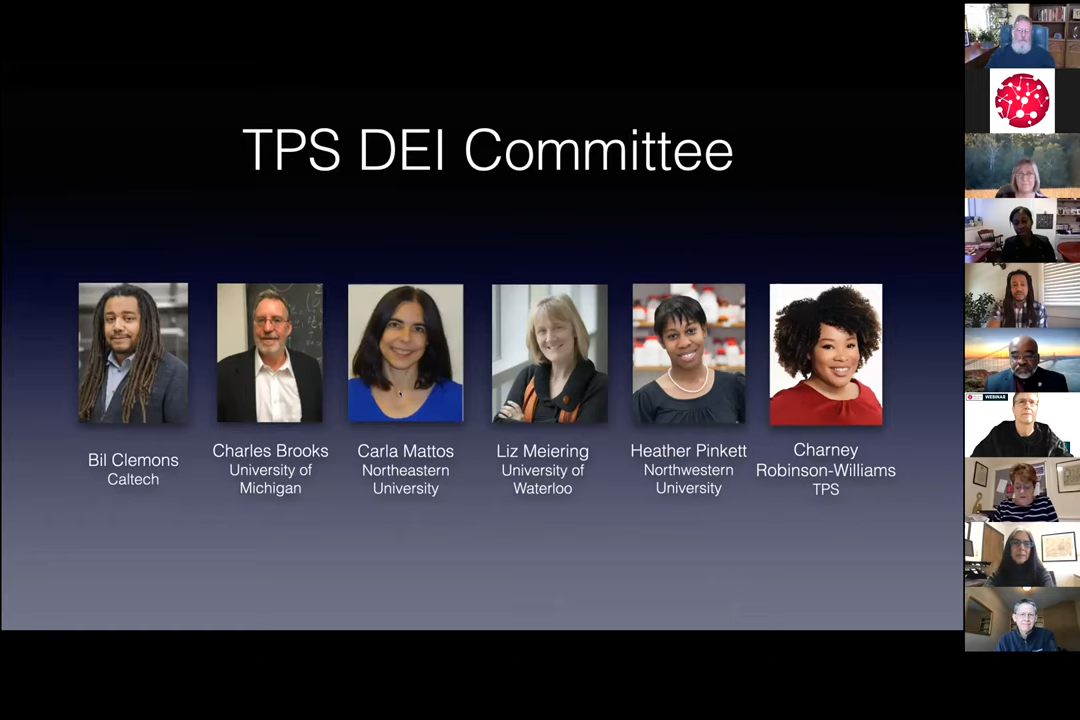 TPS DEI Committee
Bil Clemons
Caltech
Charles Brooks
University of
Michigan
Carla Mattos
Northeastern
University
Liz Meiering
University of
Waterloo
Heather Pinkett
Northwestern
University
Charney
Robinson-Williams
TPS
WEBINAR